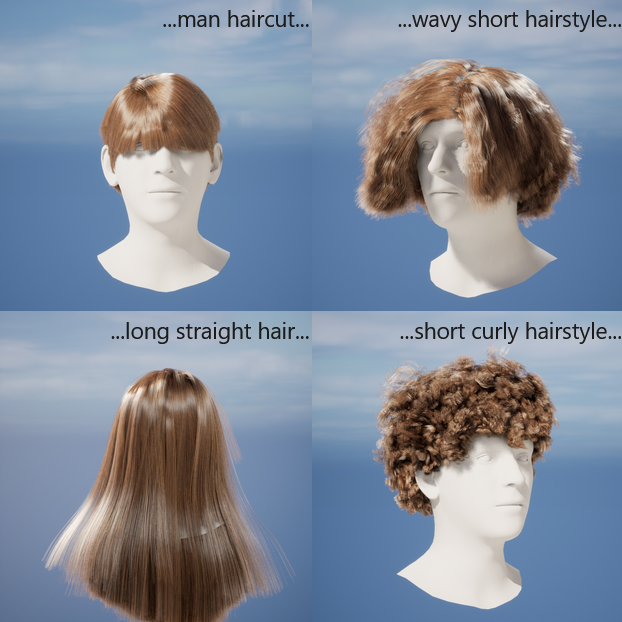 ...man haircut...
...wavy short hairstyle...
...long straight hair...
...short curly hairstyle...